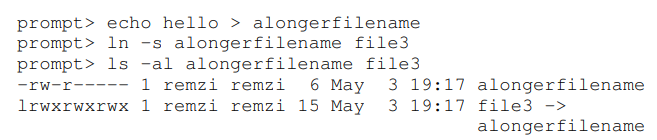 prompt> echo hello > alongerfilename
prompt> ln -s alongerfilename file3
prompt> ls -al alongerfilename file3
-rw-r----- 1 remzi remzi  6 May  3 19:17 alongerfilename
lrwxrwxrwx 1 remzi remzi 15 May  3 19:17 file3 ->
                                         alongerfilename